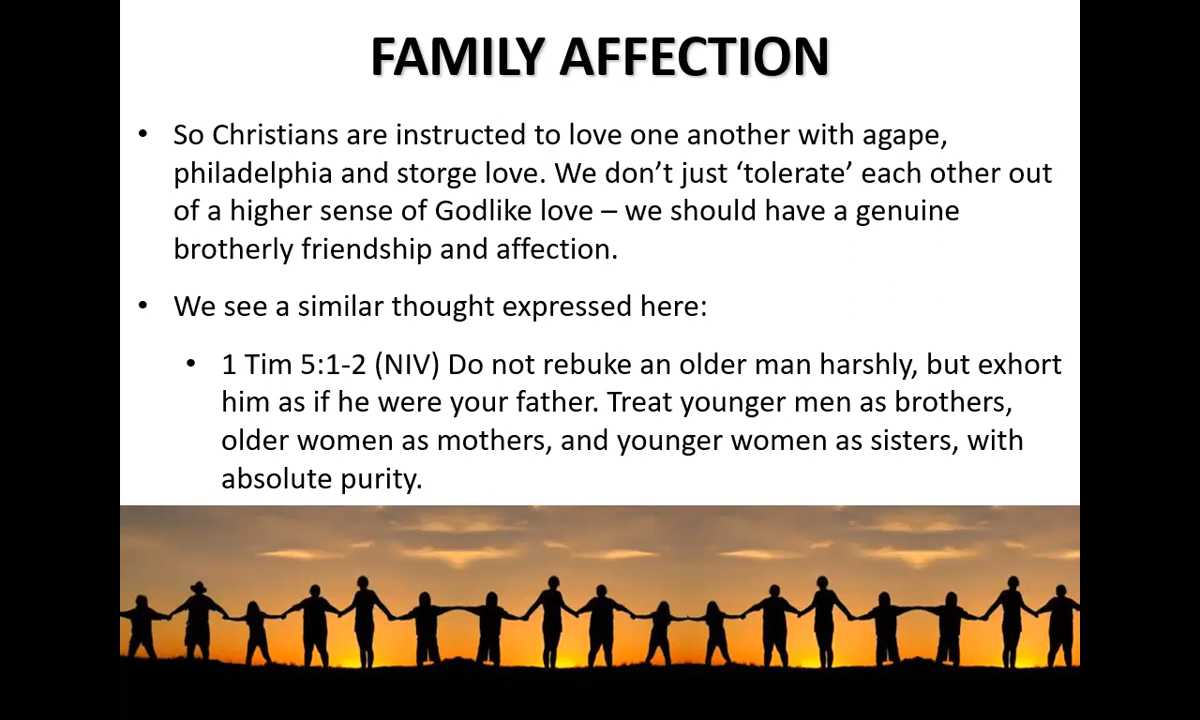 FAMILY AFFECTION
• So Christians are instructed to love one another with agape,
philadelphia and storge love. We don’t just ‘tolerate’ each other out
of a higher sense of Godlike love – we should have a genuine
brotherly friendship and affection.
• We see a similar thought expressed here:
• 1 Tim 5:1-2 (NIV) Do not rebuke an older man harshly, but exhort
him as if he were your father. Treat younger men as brothers,
older women as mothers, and younger women as sisters, with
absolute purity.